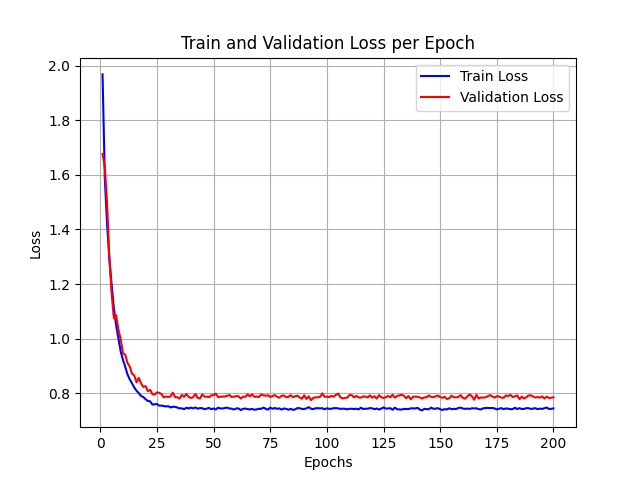 Train and Validation Loss per Epoch
Train Loss
Validation Loss
2.0
1.8
1.6
1.4
1.2
1.0
0.8
Loss
0 25 50 75 100 125 150 175 200
Epochs